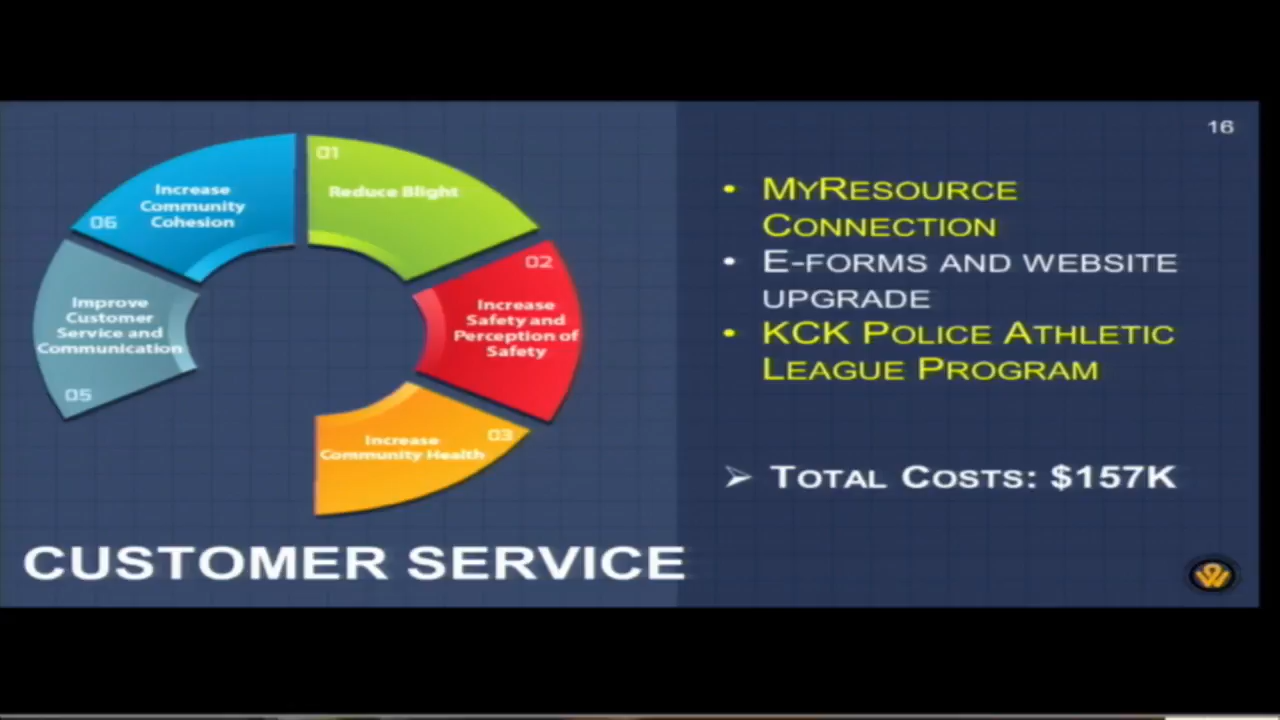 16
01
Reduce Blight
02
Increase
Safety and
Perception of
Safety
03
Increase
Community Health
05
Improve
Customer
Service and
Communication
06
Increase
Community
Cohesion
CUSTOMER SERVICE
• MYRESOURCE
CONNECTION
• E-FORMS AND WEBSITE
UPGRADE
• KCK POLICE ATHLETIC
LEAGUE PROGRAM
➢ TOTAL COSTS: $157K